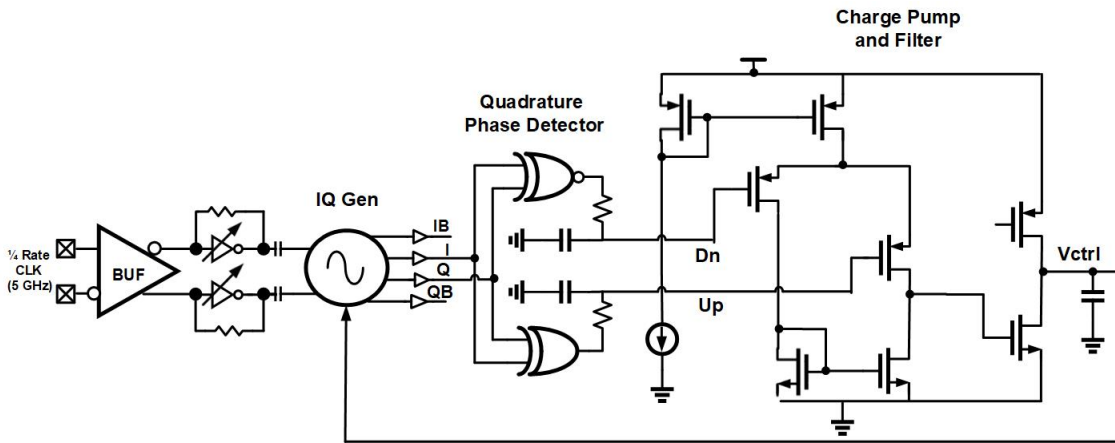 Charge Pump
and Filter
Quadrature
Phase Detector
IQ Gen
IB
I
Q
QB
¼ Rate
CLK
(5 GHz)
BUF
Dn
Up
Vctrl